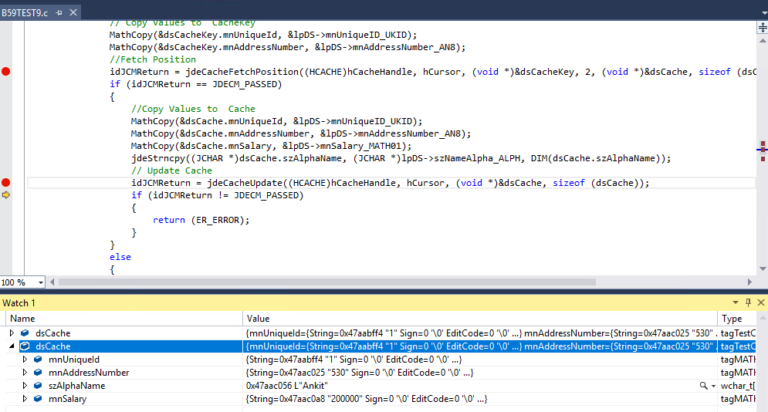 B59TEST9.c
// Copy Values to CacheKey
MathCopy(&dsCacheKey.mnUniqueId, &lpDS->mnUniqueID_UKID);
MathCopy(&dsCacheKey.mnAddressNumber, &lpDS->mnAddressNumber_AN8);
//Fetch Position
idJCMReturn = jdeCacheFetchPosition((HCACHE)hCacheHandle, hCursor, (void *)&dsCacheKey, 2, (void *)&dsCache, sizeof (dsC
if (idJCMReturn == JDECM_PASSED)
{
//Copy Values to Cache
MathCopy(&dsCache.mnUniqueId, &lpDS->mnUniqueID_UKID);
MathCopy(&dsCache.mnAddressNumber, &lpDS->mnAddressNumber_AN8);
MathCopy(&dsCache.mnSalary, &lpDS->mnSalary_MATH01);
jdeStrncpy((JCHAR *)dsCache.szAlphaName, (JCHAR *)lpDS->szNameAlpha_ALPH, DIM(dsCache.szAlphaName));
// Update Cache
idJCMReturn = jdeCacheUpdate((HCACHE)hCacheHandle, hCursor, (void *)&dsCache, sizeof (dsCache));
if (idJCMReturn != JDECM_PASSED)
{
return (ER_ERROR);
}
}
else
{
100 %
Watch 1
Name Value Type
dsCache {mnUniqueId={String=0x47aabff4 "1" Sign=0 '\0' EditCode=0 '\0' ...} mnAddressNumber={String=0x47aac025 "530" . tagTestC
dsCache {mnUniqueId={String=0x47aabff4 "1" Sign=0 '\0' EditCode=0 '\0' ...} mnAddressNumber={String=0x47aac025 "530" . tagTestC
mnUniqueId {String=0x47aabff4 "1" Sign=0 '\0' EditCode=0 '\0' ...} tagMA
mnAddressNumber {String=0x47aac025 "530" Sign=0 '\0' EditCode=0 '\0' ...} tagMA
szAlphaName 0x47aac056 L"Ankit" wchar_t[
mnSalary {String=0x47aac0a8 "200000" Sign=0 '\0' EditCode=0 '\0' ...} tagMA